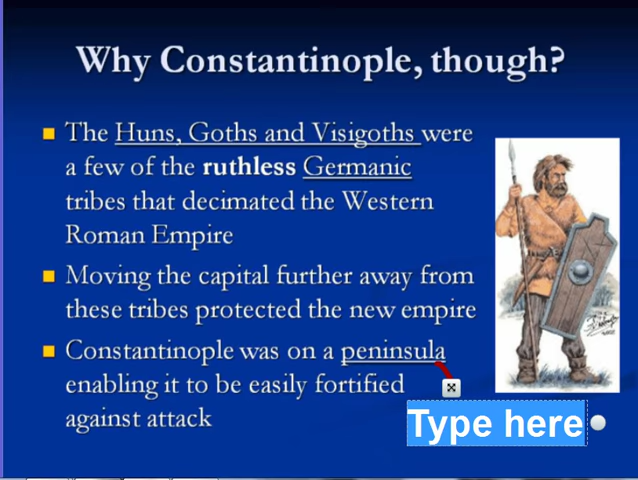 Why Constantinople, though?
The Huns, Goths and Visigoths were
a few of the ruthless Germanic
tribes that decimated the Western
Roman Empire
Moving the capital further away from
these tribes protected the new empire
Constantinople was on a peninsula
enabling it to be easily fortified
against attack
Type here